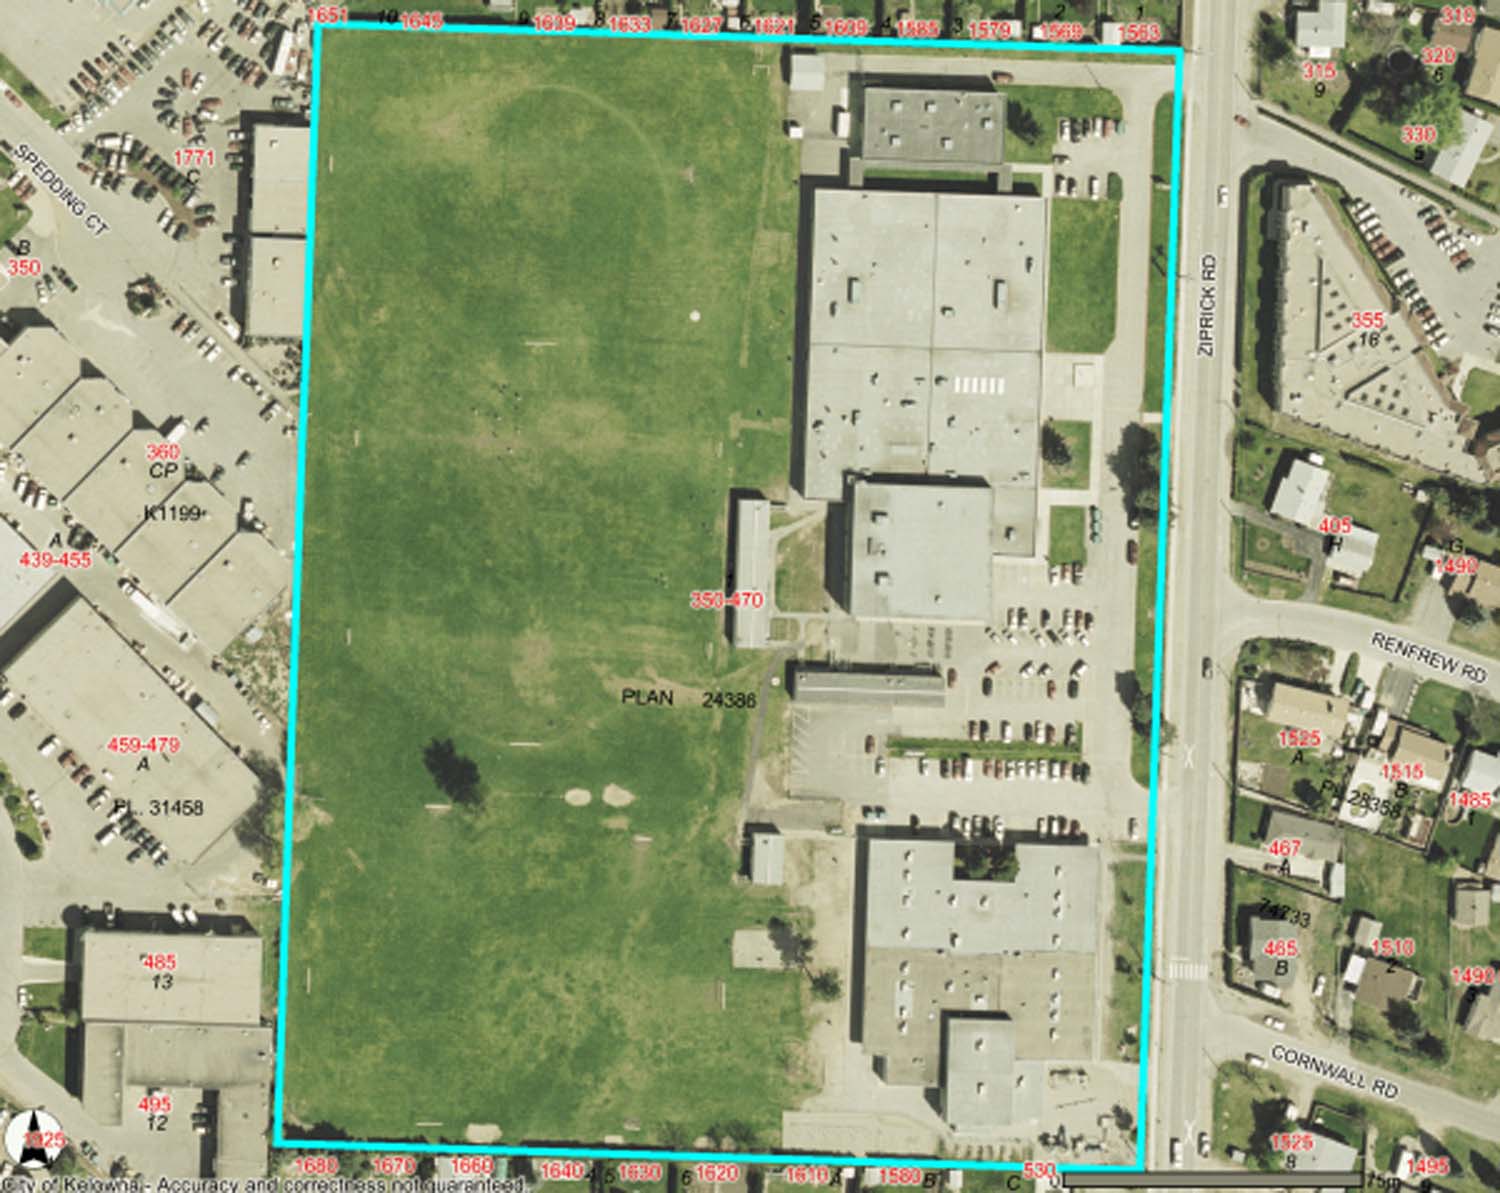 1651 10 1645 9 1639 8 1633 7 1627 6 1621 5 1609 4 1585 3 1579 2 1569 1 1563
310
320
6
315
9
330
5
SPEDDING CT
1771
C
B
350
ZIPRICK RD
355
16
360
CP
K1199
A
439-455
405
H
G
1490
350-470
RENFREW RD
PLAN 24386
459-479
A
PL. 31458
1525
A
1515
B
PL.28358
1485
1
467
A
74733
465
B
1510
2
1490
3
485
13
CORNWALL RD
495
12
1925
1525
8
1495
9
1680 1670 1660 1640 4 5 1630 6 1620 1610 A 1580 B C 530
0 75m
City of Kelowna - Accuracy and correctness not guaranteed.